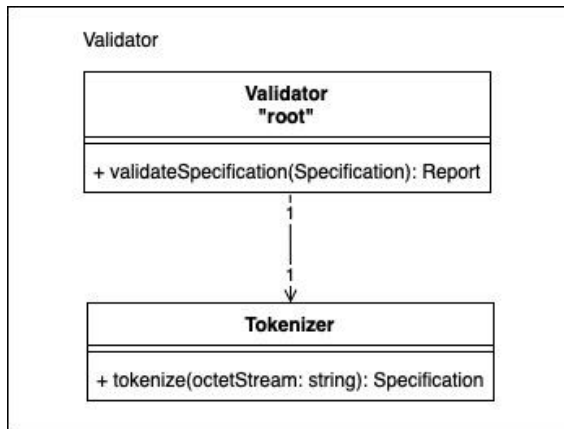 Validator
Validator
"root"
+ validateSpecification(Specification): Report
1
1
Tokenizer
+ tokenize(octetStream: string): Specification